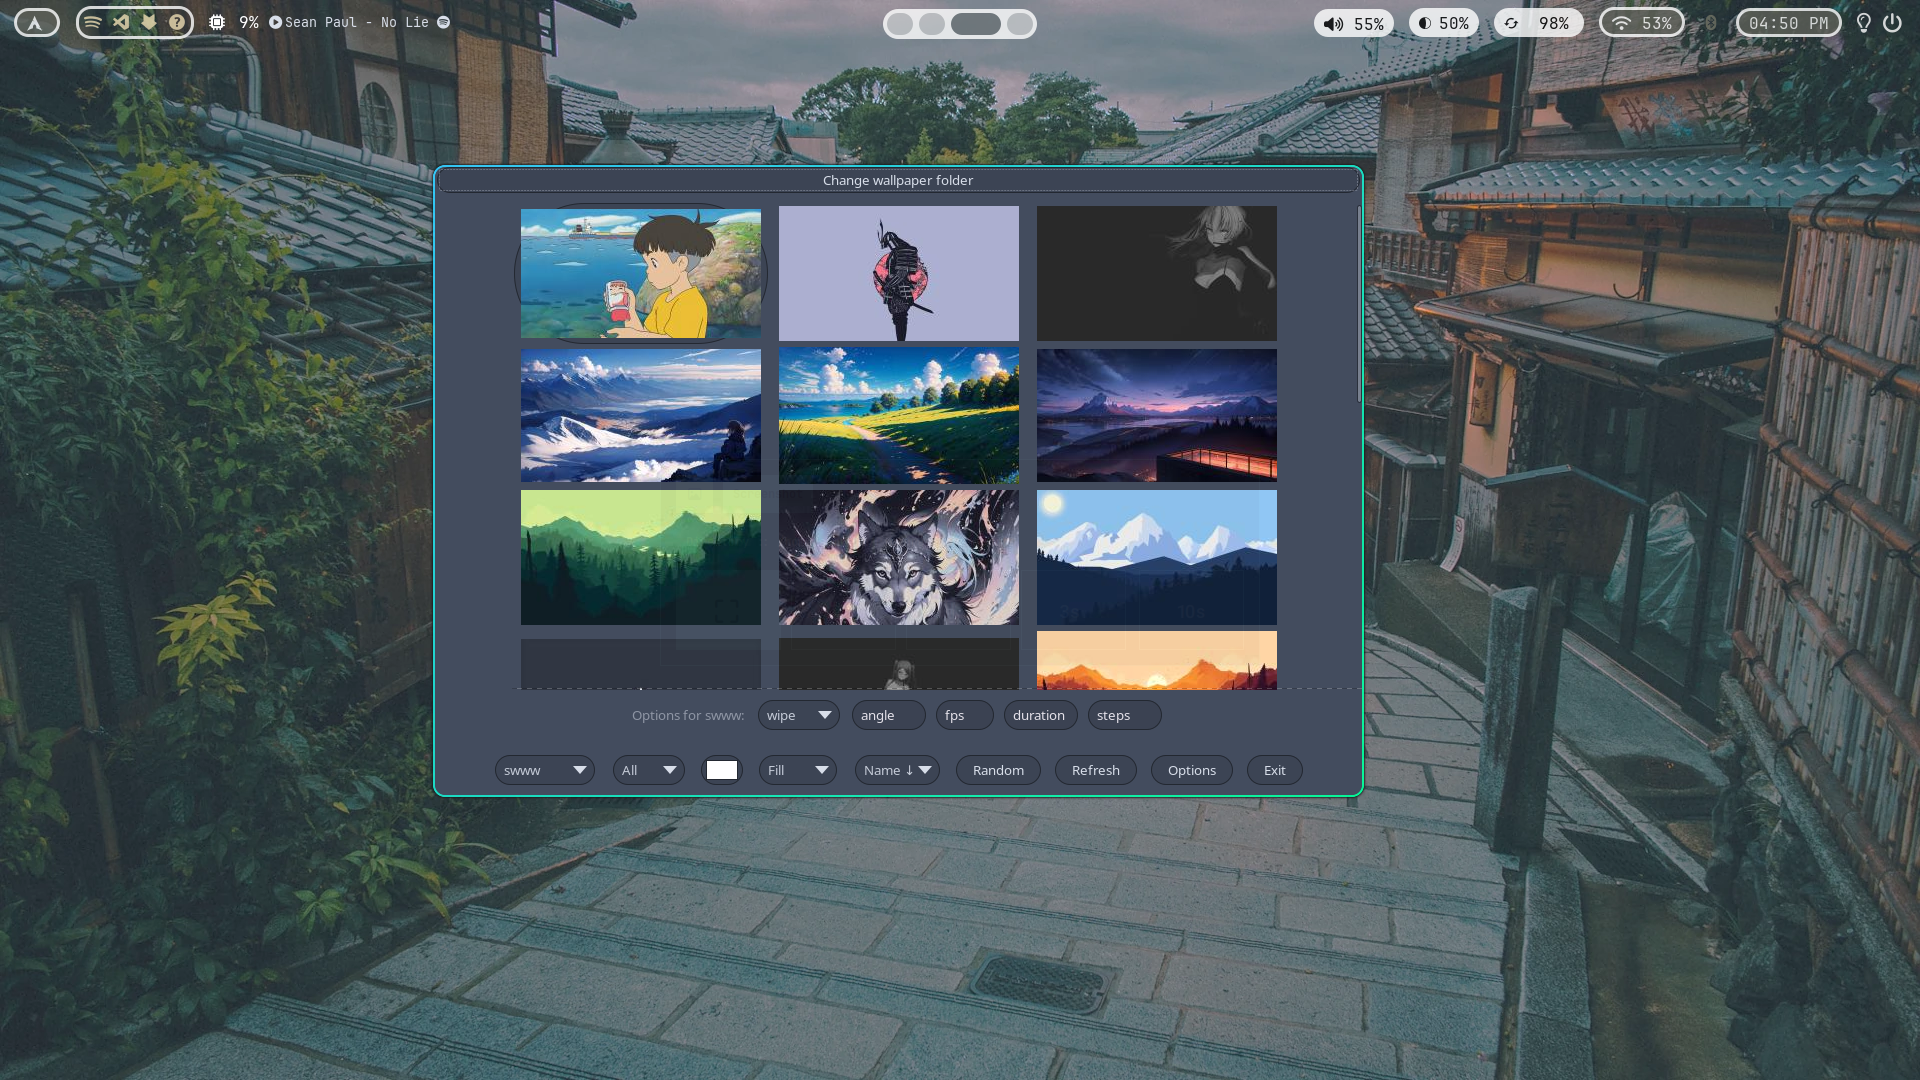 9% Sean Paul - No Lie 55% 50% 98% 53% 04:50 PM
Change wallpaper folder
Options for swww: wipe angle fps duration steps
swww All Fill Name ↓ Random Refresh Options Exit